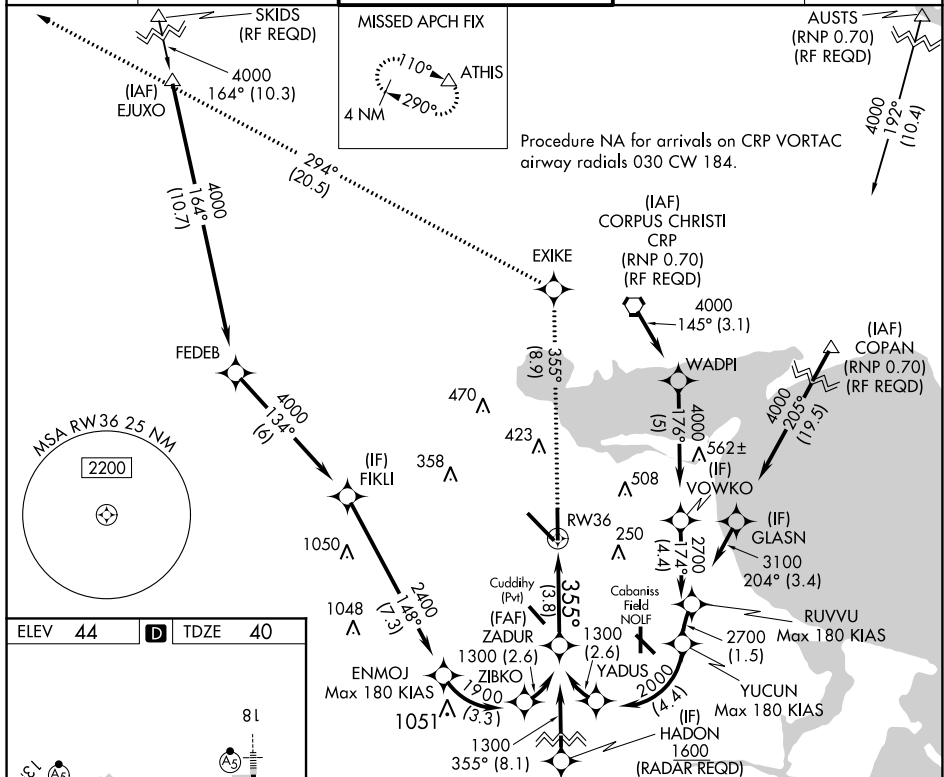 SKIDS
(RF REQD)
4000
164° (10.3)
(IAF)
EJUXO
MISSED APCH FIX
110°
ATHIS
290°
4 NM
AUSTS
(RNP 0.70)
(RF REQD)
4000
192°
(10.4)
Procedure NA for arrivals on CRP VORTAC
airway radials 030 CW 184.
294°
(20.5)
4000
164°
(10.7)
(IAF)
CORPUS CHRISTI
CRP
(RNP 0.70)
(RF REQD)
EXIKE
4000
145° (3.1)
(IAF)
COPAN
(RNP 0.70)
(RF REQD)
FEDEB
355°
(8.9)
WADPI
4000
205°
(19.5)
4000
134°
(6)
470
423
4000
176°
(5)
562±
MSA RW36 25 NM
2200
(IF)
FIKLI
358
508
(IF)
VOWKO
RW36
250
(IF)
GLASN
3100
204° (3.4)
1050
2700
174°
(4.4)
2400
148°
(7.3)
Cuddihy
(Pvt)
355°
(3.8)
Cabaniss
Field
NOLF
1048
(FAF)
ZADUR
RUVVU
Max 180 KIAS
ELEV 44
D
TDZE 40
1300 (2.6)
1300
(2.6)
2700
(1.5)
ENMOJ
Max 180 KIAS
ZIBKO
YADUS
YUCUN
Max 180 KIAS
1900
(3.3)
2000
(4.4)
1051
(IF)
HADON
1600
(RADAR REQD)
1300
355° (8.1)
18
13
A5
A5